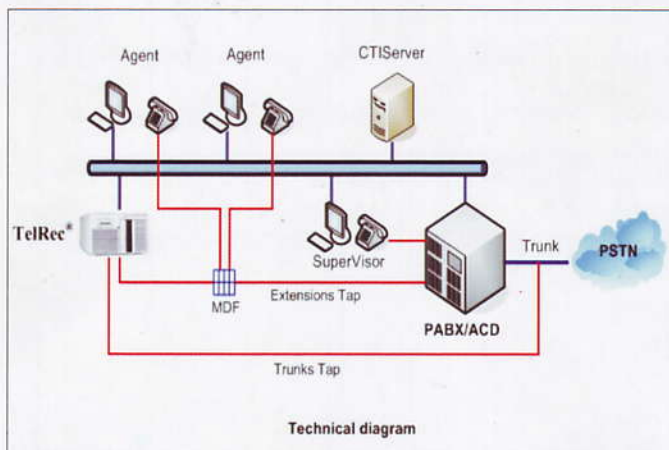 Agent
Agent
CTIServer
TelRec®
SuperVisor
Trunk
PSTN
MDF
Extensions Tap
PABX/ACD
Trunks Tap
Technical diagram